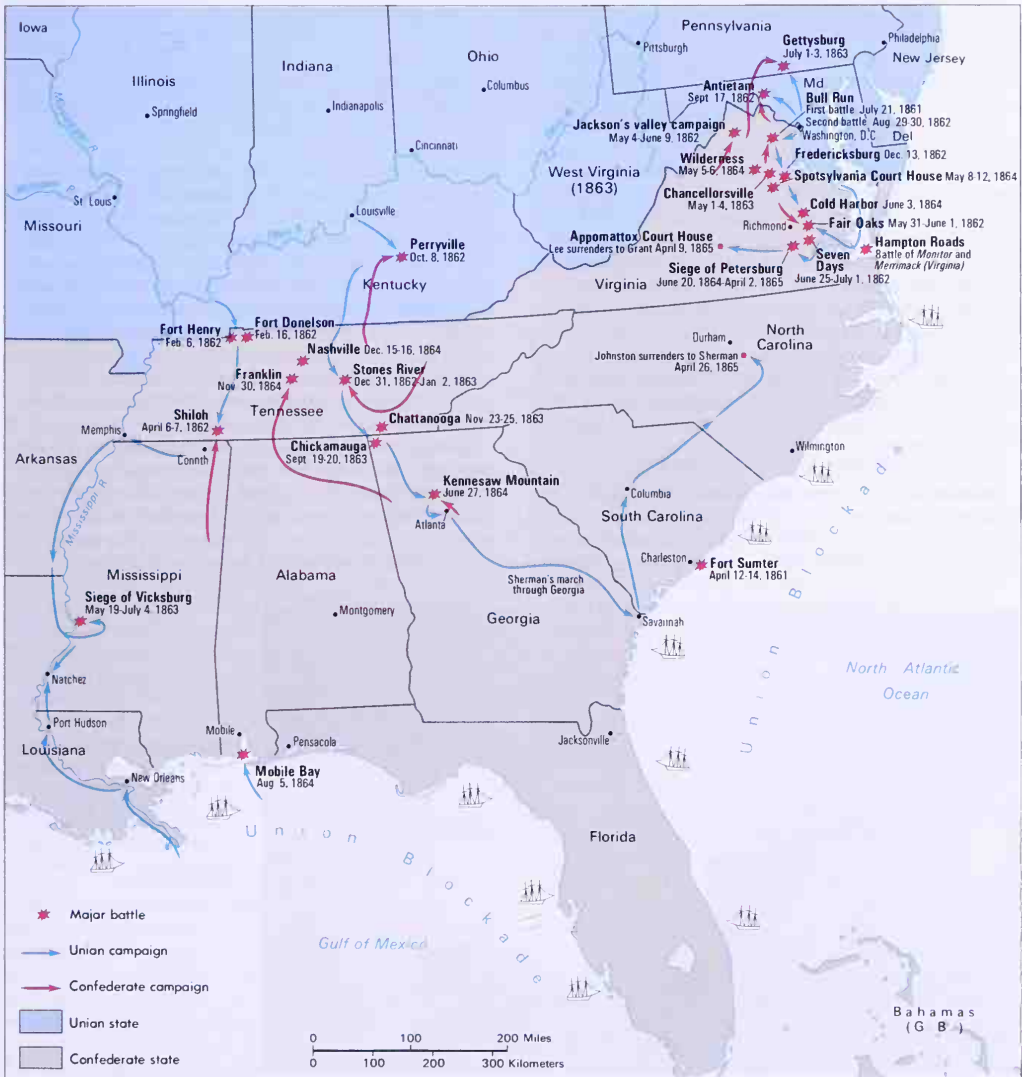 Iowa
Illinois
Springfield
Indiana
Indianapolis
Ohio
Columbus
Cincinnati
Pennsylvania
Pittsburgh
Philadelphia
New Jersey
Gettysburg
July 1-3, 1863
Md
Antietam
Sept 17, 1862
Bull Run
First battle July 21, 1861
Second battle Aug 29-30, 1862
Washington, D.C
Del
Jackson's valley campaign
May 4-June 9, 1862
Fredericksburg Dec. 13, 1862
West Virginia
(1863)
Wilderness
May 5-6, 1864
Spotsylvania Court House May 8-12, 1864
Chancellorsville
May 1-4, 1863
Cold Harbor June 3, 1864
Richmond
Fair Oaks May 31-June 1, 1862
Appomattox Court House
Lee surrenders to Grant April 9, 1865
Hampton Roads
Battle of Monitor and
Merrimack (Virginia)
Seven
Days
June 25-July 1, 1862
Siege of Petersburg
June 20, 1864-April 2, 1865
Virginia
Mississippi R
St. Louis
Missouri
Louisville
Perryville
Oct. 8, 1862
Kentucky
Fort Henry
Feb. 6, 1862
Fort Donelson
Feb. 16, 1862
Nashville Dec. 15-16, 1864
Franklin
Nov 30, 1864
Stones River
Dec 31, 1862-Jan 2, 1863
Tennessee
Shiloh
April 6-7, 1862
Chattanooga Nov 23-25, 1863
Chickamauga
Sept 19-20, 1863
Memphis
Corinth
Arkansas
Mississippi R
Durham
North
Carolina
Johnston surrenders to Sherman
April 26, 1865
Wilmington
Kennesaw Mountain
June 27, 1864
Atlanta
Columbia
South Carolina
Charleston
Fort Sumter
April 12-14, 1861
Mississippi
Alabama
Siege of Vicksburg
May 19-July 4, 1863
Montgomery
Sherman's march
through Georgia
Georgia
Savannah
Union Blockad
North Atlantic
Ocean
Natchez
Port Hudson
Louisiana
New Orleans
Mobile
Pensacola
Mobile Bay
Aug 5, 1864
Jacksonville
Florida
Union Blockade
Gulf of Mexico
Bahamas
(G B )
Major battle
Union campaign
Confederate campaign
Union state
Confederate state
0 100 200 Miles
0 100 200 300 Kilometers